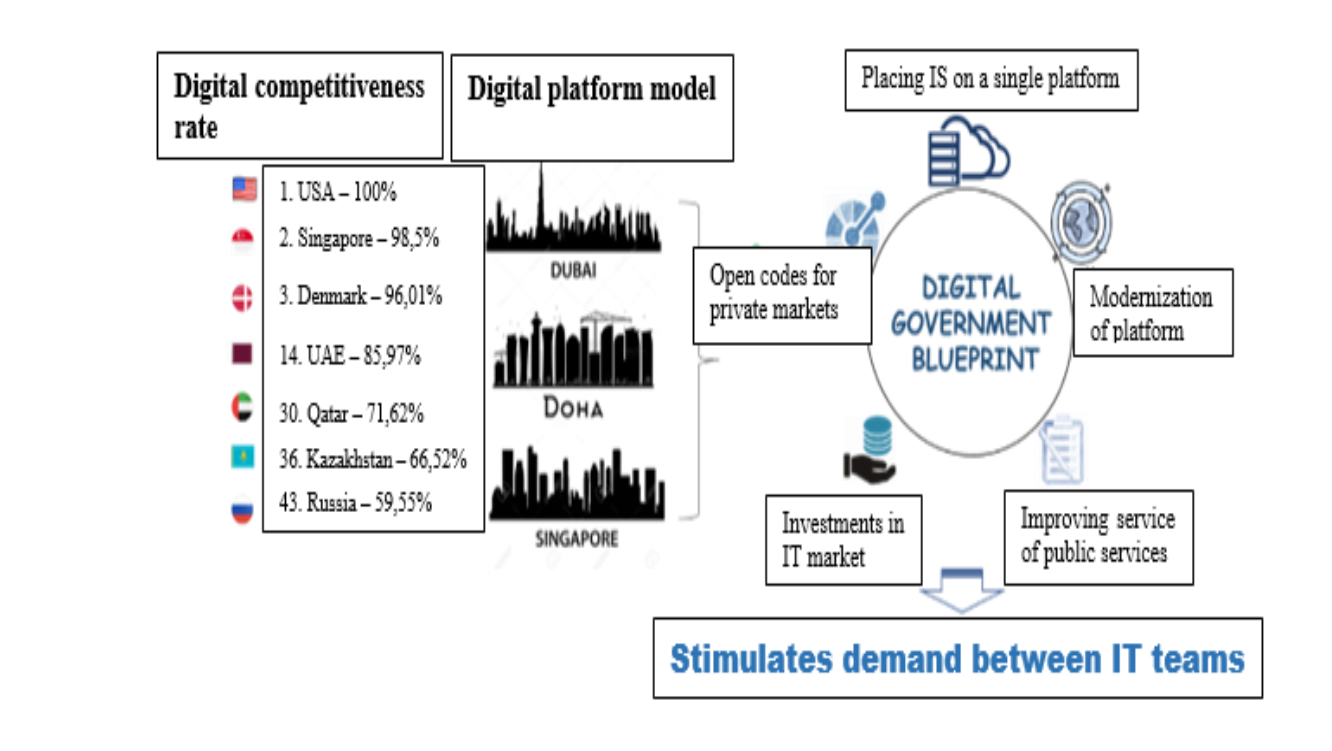 Digital competitiveness
rate
Digital platform model
1. USA – 100%
2. Singapore – 98,5%
3. Denmark – 96,01%
14. UAE – 85,97%
30. Qatar – 71,62%
36. Kazakhstan – 66,52%
43. Russia – 59,55%
DUBAI
DOHA
SINGAPORE
Placing IS on a single platform
Open codes for
private markets
DIGITAL
GOVERNMENT
BLUEPRINT
Modernization
of platform
Investments in
IT market
Improving service
of public services
Stimulates demand between IT teams